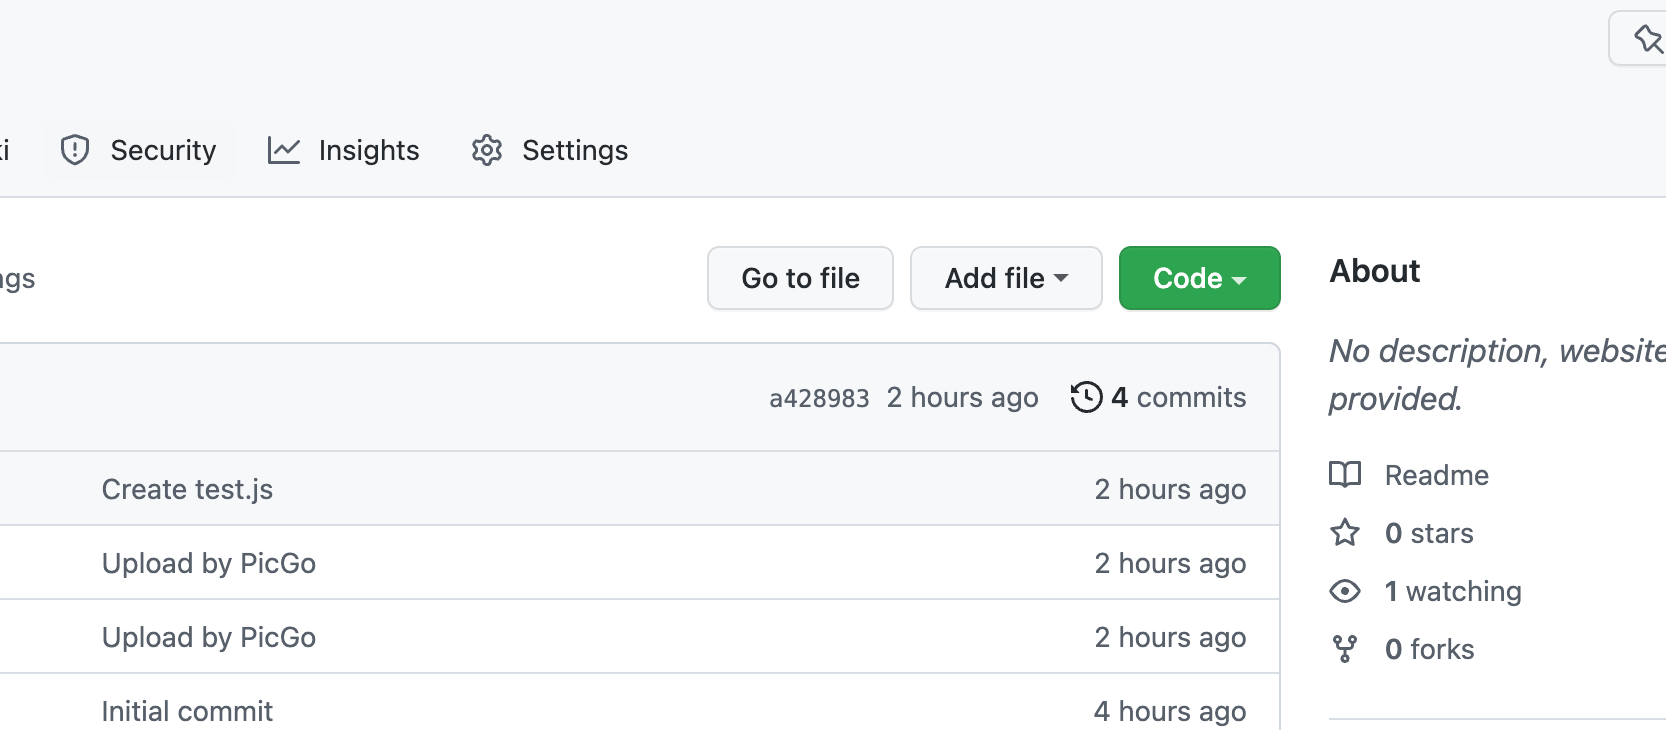 Security Insights Settings
gs Go to file Add file Code About
No description, website
provided.
a428983 2 hours ago 4 commits
Readme
Create test.js 2 hours ago
0 stars
Upload by PicGo 2 hours ago
1 watching
Upload by PicGo 2 hours ago
0 forks
Initial commit 4 hours ago